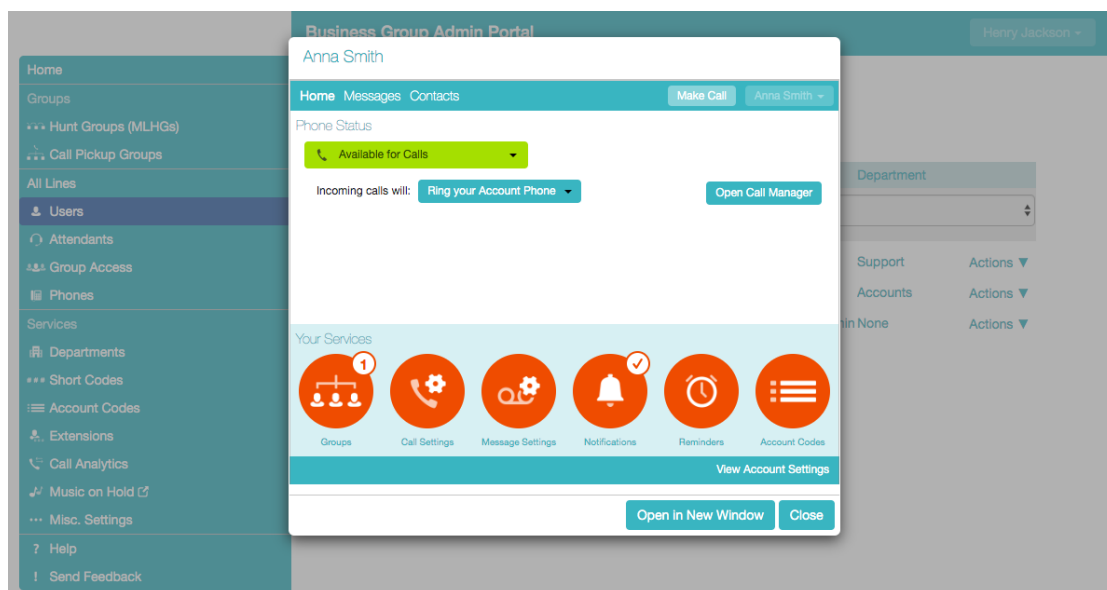 Business Group Admin Portal
Henry Jackson
Home
Groups
Hunt Groups (MLHGs)
Call Pickup Groups
All Lines
Users
Attendants
Group Access
Phones
Services
Departments
### Short Codes
Account Codes
Extensions
Call Analytics
Music on Hold
Misc. Settings
? Help
! Send Feedback
Anna Smith
Home Messages Contacts Make Call Anna Smith
Phone Status
Available for Calls
Incoming calls will: Ring your Account Phone Open Call Manager
Your Services
1
Groups Call Settings Message Settings Notifications Reminders Account Codes
View Account Settings
Open in New Window Close
Department
Support Actions ▼
Accounts Actions ▼
None Actions ▼